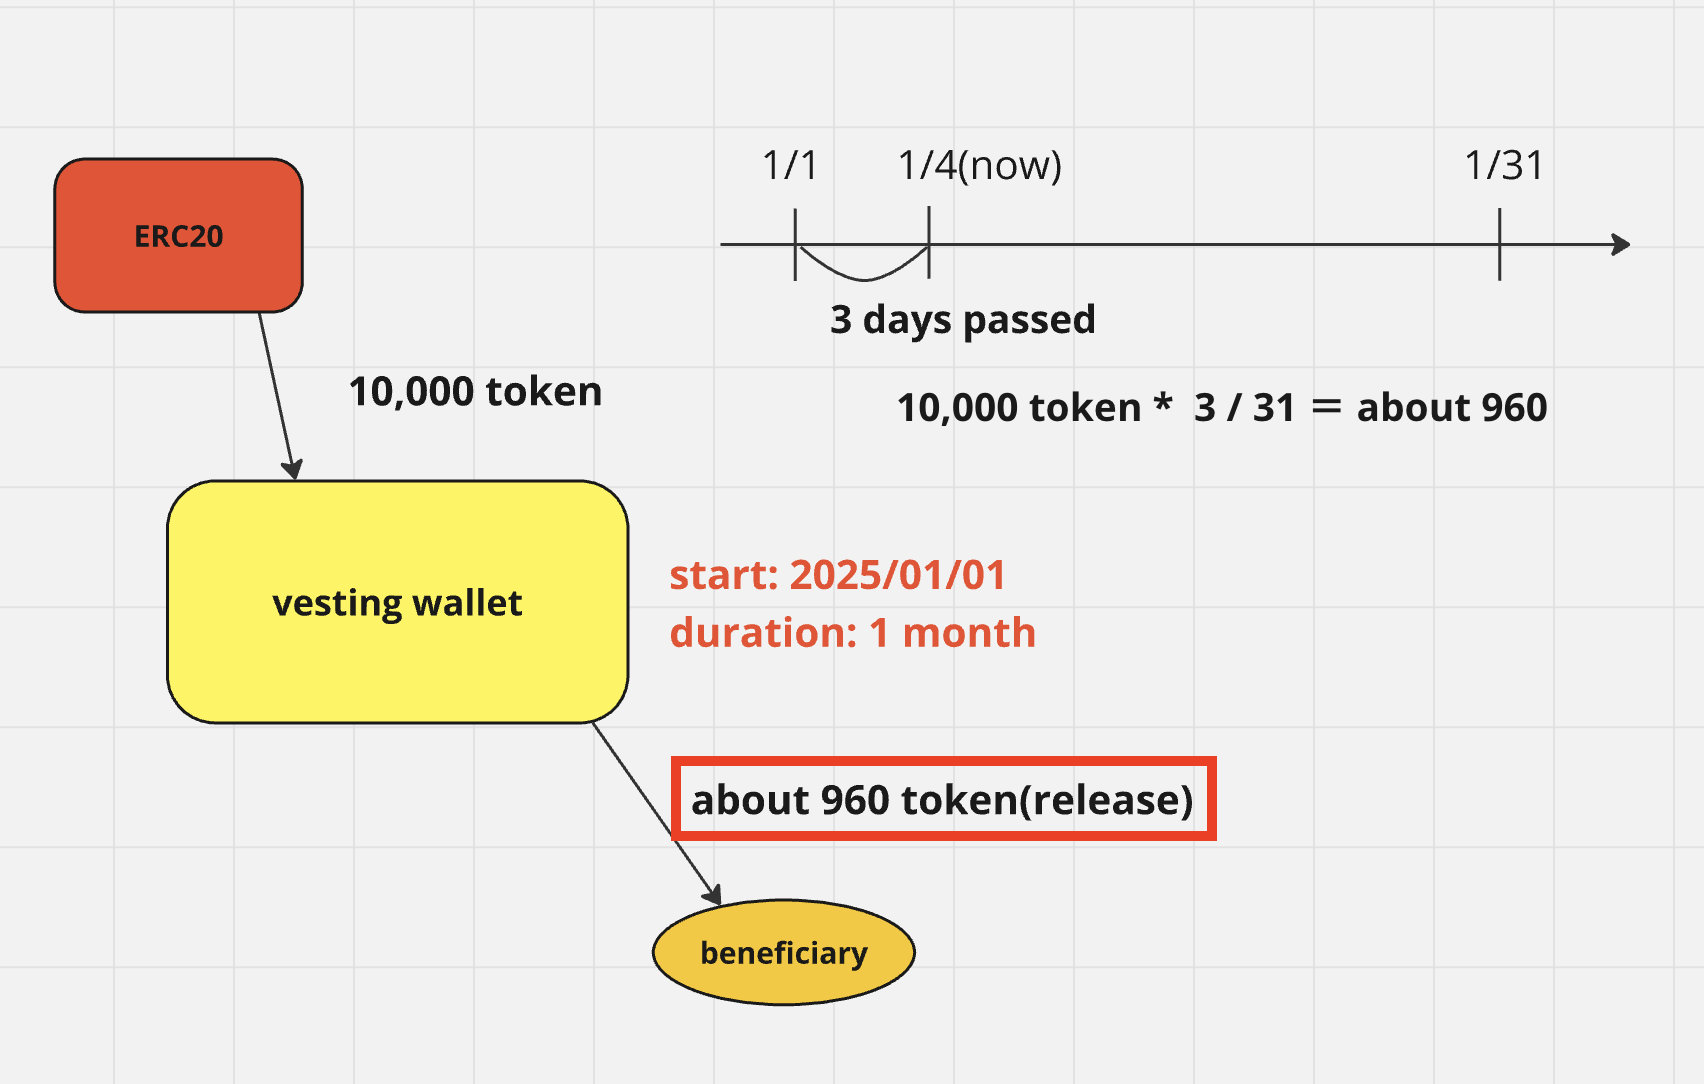 1/1
1/4(now)
1/31
ERC20
3 days passed
10,000 token
10,000 token * 3 / 31 = about 960
start: 2025/01/01
vesting wallet
duration: 1 month
about 960 token(release)
beneficiary